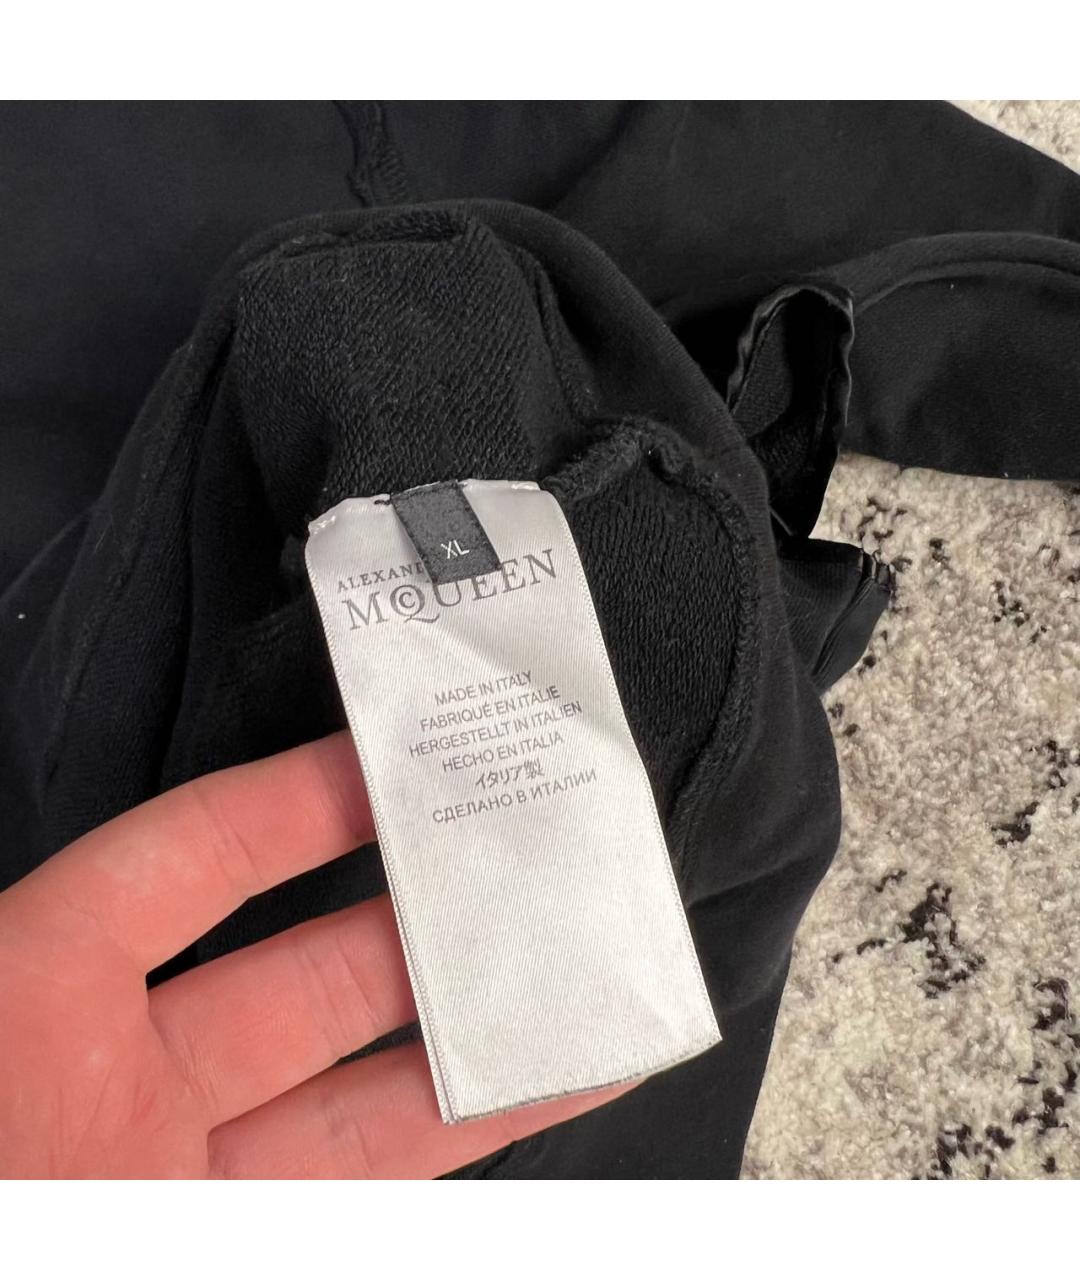 XL
ALEXAN
MCQUEEN
MADE IN ITALY
FABRIQUÉ EN ITALIE
HERGESTELLT IN ITALIEN
HECHO EN ITALIA
イタリア製
СДЕЛАНО В ИТАЛИИ